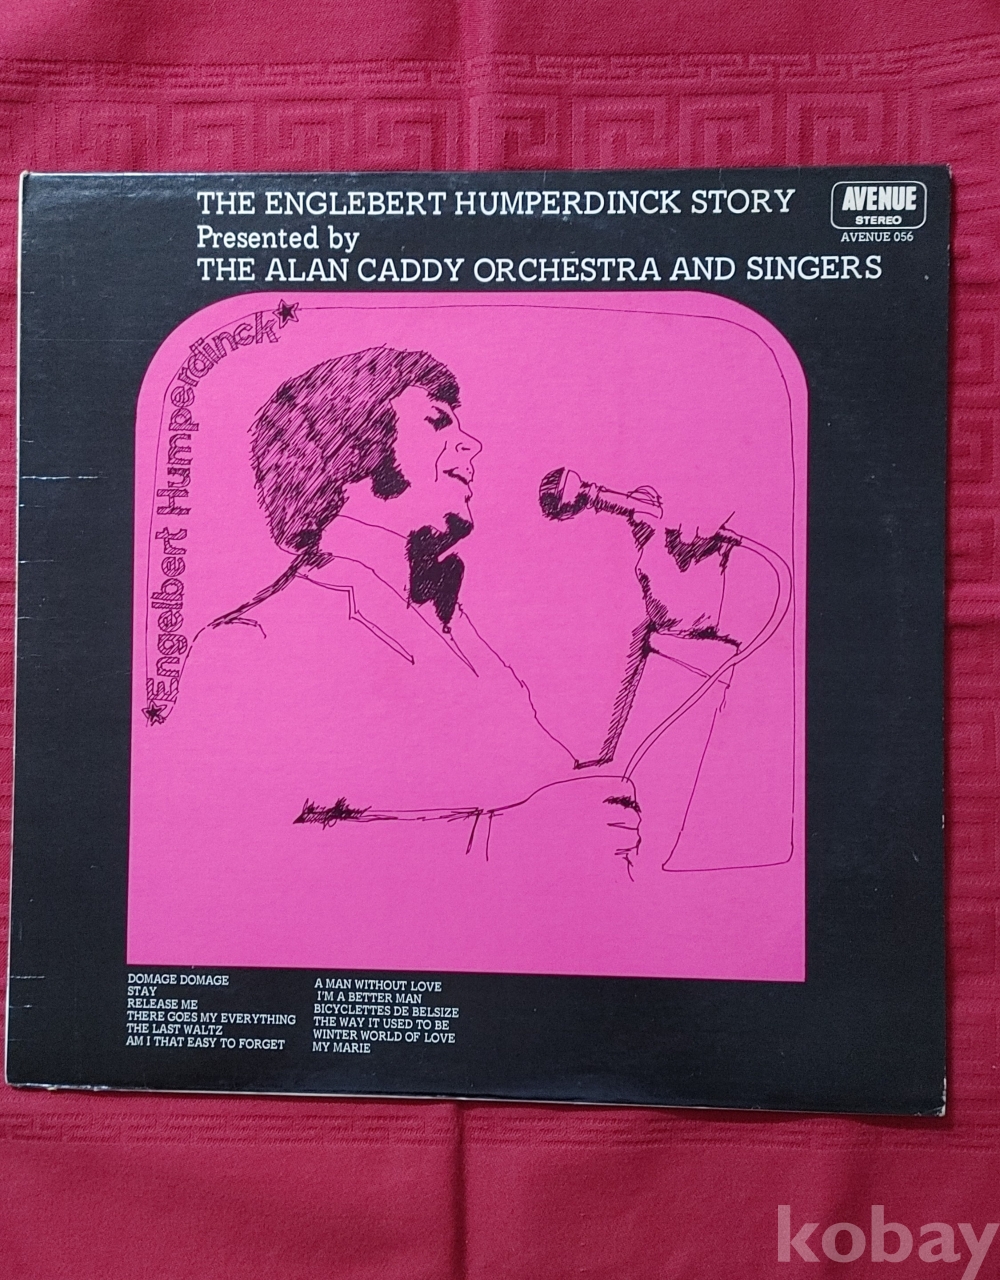 THE ENGLEBERT HUMPERDINCK STORY
Presented by
THE ALAN CADDY ORCHESTRA AND SINGERS
AVENUE
STEREO
AVENUE 056
Engelbert Humperdinck
DOMAGE DOMAGE
STAY
RELEASE ME
THERE GOES MY EVERYTHING
THE LAST WALTZ
AM I THAT EASY TO FORGET
A MAN WITHOUT LOVE
I'M A BETTER MAN
BICYCLETTES DE BELSIZE
THE WAY IT USED TO BE
WINTER WORLD OF LOVE
MY MARIE
kobay